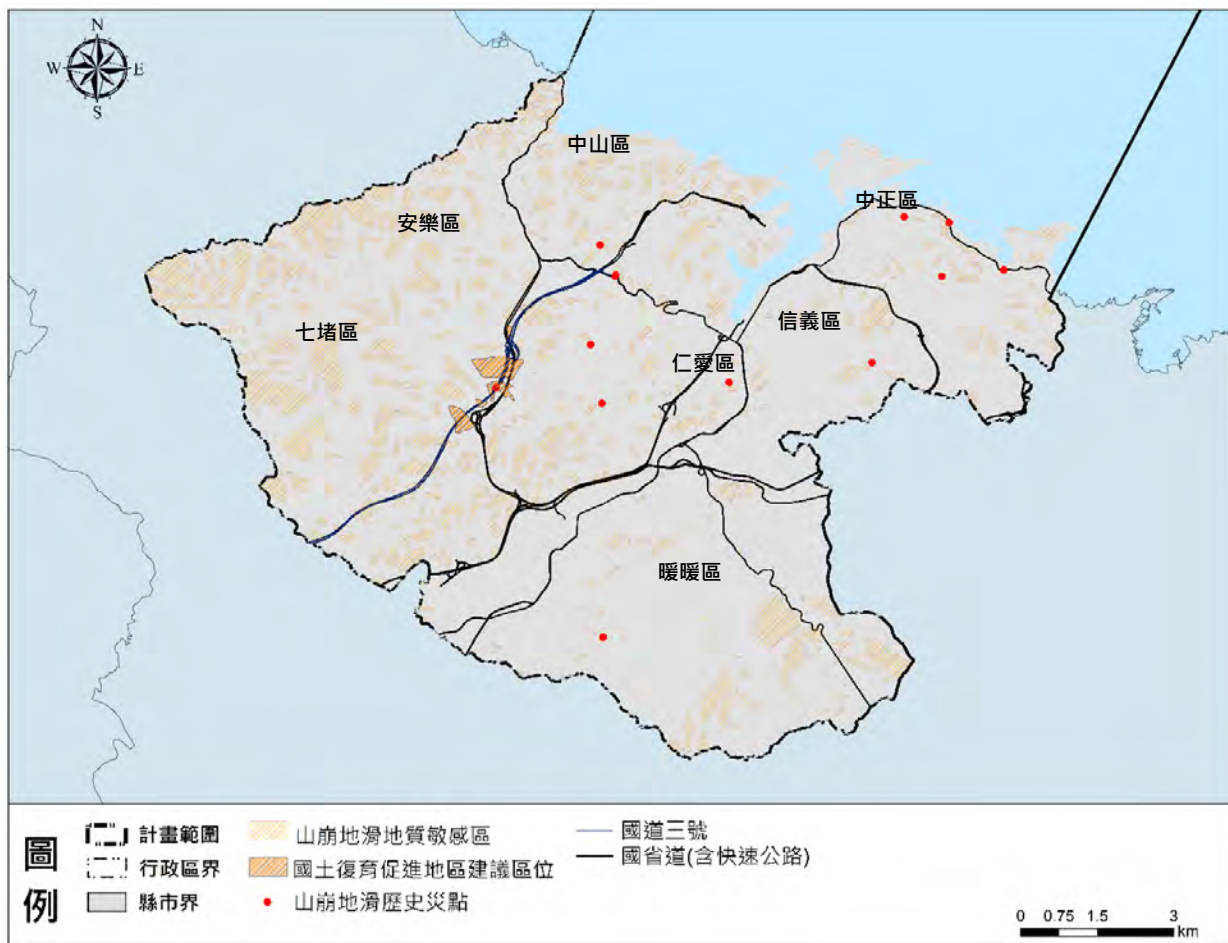 N
W E
S
中山區
中正區
安樂區
信義區
七堵區
仁愛區
暖暖區
圖例
計畫範圍
行政區界
縣市界
山崩地滑地質敏感區
國土復育促進地區建議區位
山崩地滑歷史災點
國道三號
國省道(含快速公路)
0 0.75 1.5 3
km